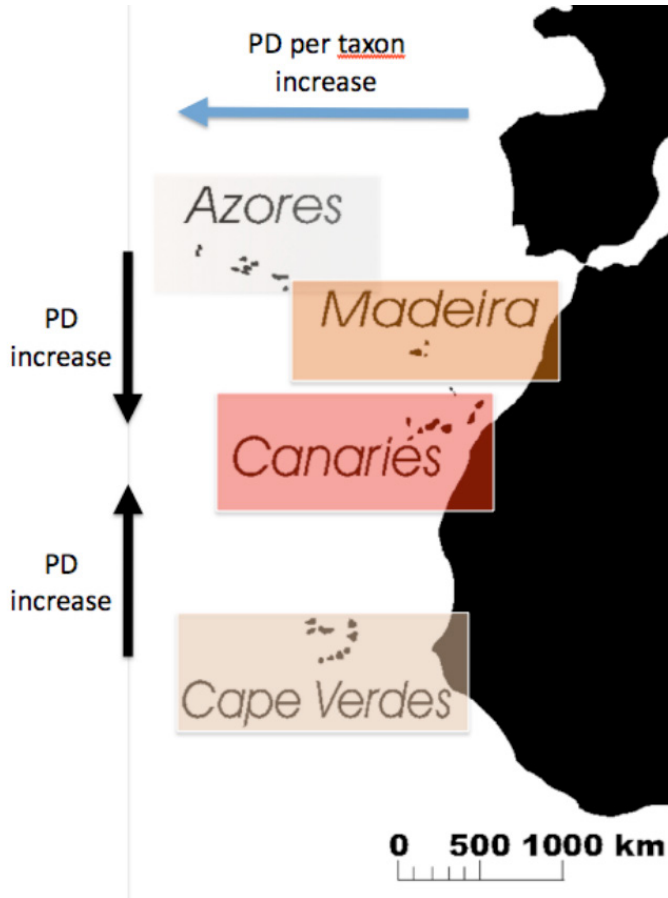 PD per taxon
increase
Azores
Madeira
PD
increase
Canaries
PD
increase
Cape Verdes
0 500 1000 km